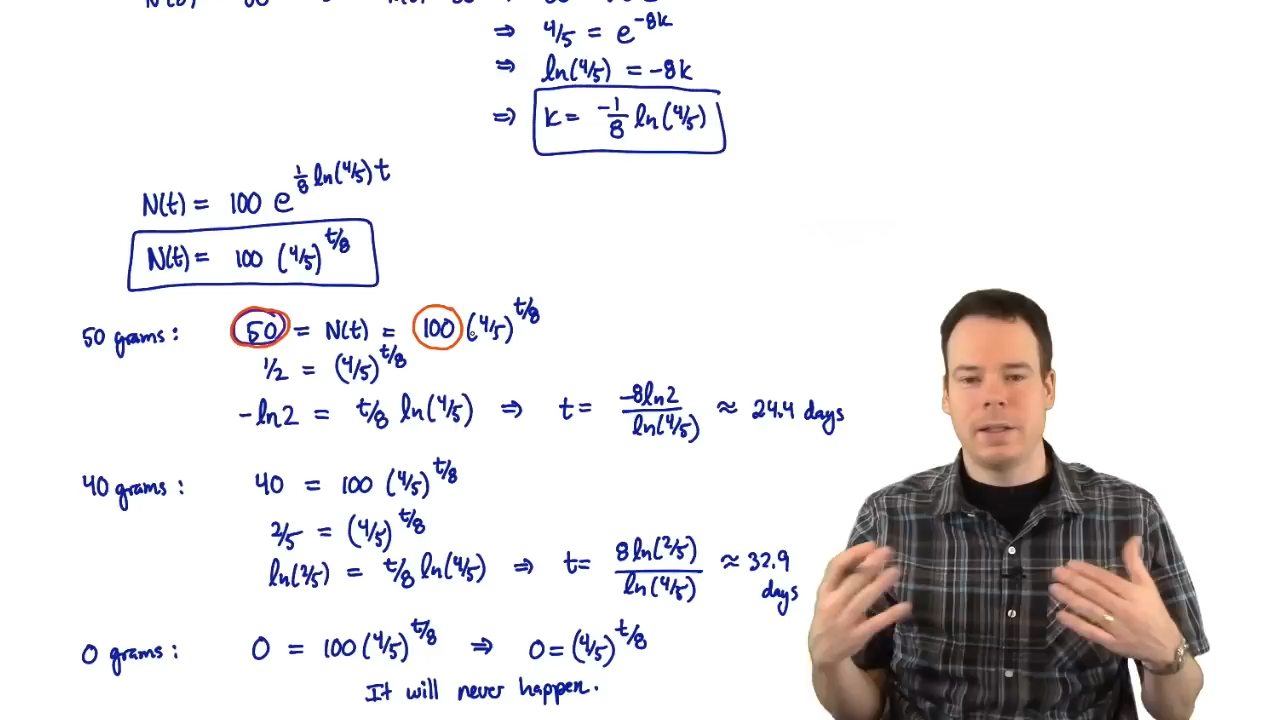 ⇒ 4/5 = e^-8k
⇒ ln(4/5) = -8k
⇒ k = -1/8 ln(4/5)
N(t) = 100 e^1/8 ln(4/5) t
N(t) = 100 (4/5)^t/8
50 grams: 50 = N(t) = 100 (4/5)^t/8
1/2 = (4/5)^t/8
-ln2 = t/8 ln(4/5) ⇒ t = -8ln2 / ln(4/5) ≈ 24.4 days
40 grams: 40 = 100 (4/5)^t/8
2/5 = (4/5)^t/8
ln(2/5) = t/8 ln(4/5) ⇒ t = 8 ln(2/5) / ln(4/5) ≈ 32.9 days
0 grams: 0 = 100 (4/5)^t/8 ⇒ 0 = (4/5)^t/8
It will never happen.